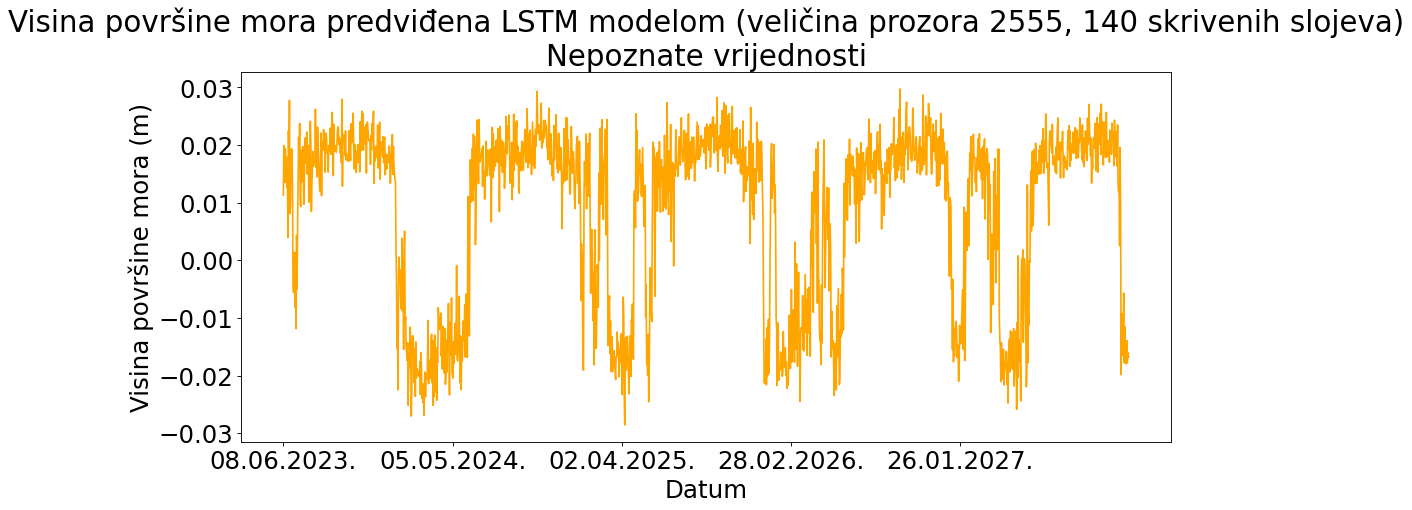 Visina površine mora predviđena LSTM modelom (veličina prozora 2555, 140 skrivenih slojeva)
Nepoznate vrijednosti
Visina površine mora (m)
0.03
0.02
0.01
0.00
−0.01
−0.02
−0.03
08.06.2023. 05.05.2024. 02.04.2025. 28.02.2026. 26.01.2027.
Datum